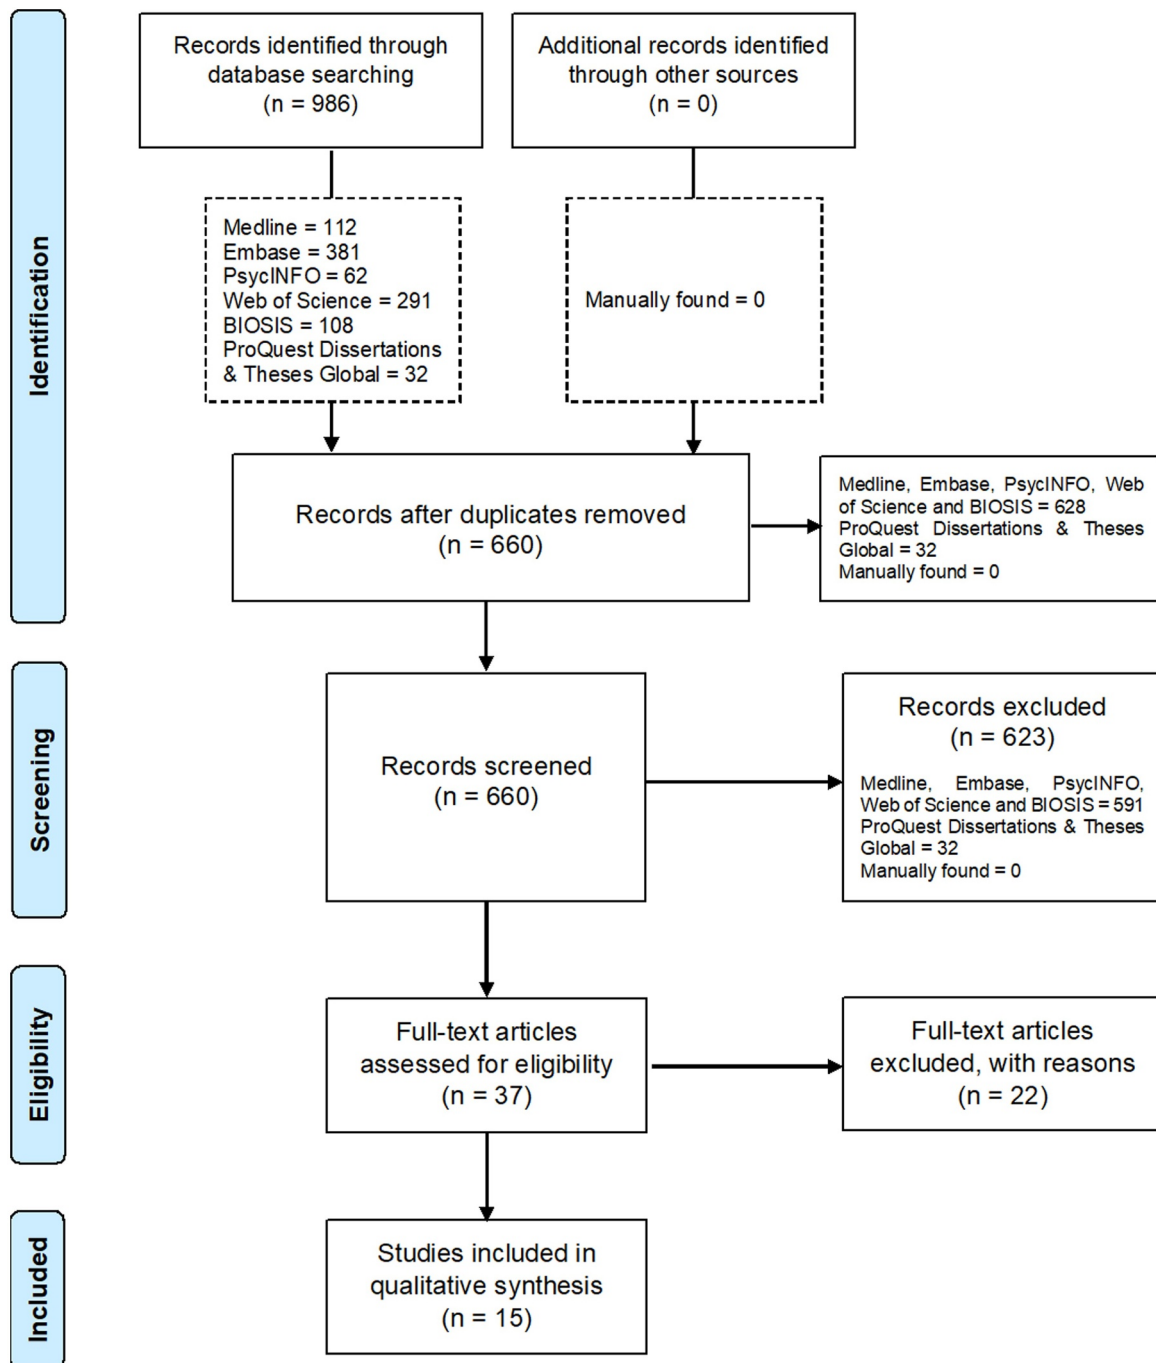 Identification
Records identified through
database searching
(n = 986)
Additional records identified
through other sources
(n = 0)
Medline = 112
Embase = 381
PsycINFO = 62
Web of Science = 291
BIOSIS = 108
ProQuest Dissertations
& Theses Global = 32
Manually found = 0
Records after duplicates removed
(n = 660)
Medline, Embase, PsycINFO, Web
of Science and BIOSIS = 628
ProQuest Dissertations & Theses
Global = 32
Manually found = 0
Screening
Records screened
(n = 660)
Records excluded
(n = 623)
Medline, Embase, PsycINFO,
Web of Science and BIOSIS = 591
ProQuest Dissertations & Theses
Global = 32
Manually found = 0
Eligibility
Full-text articles
assessed for eligibility
(n = 37)
Full-text articles
excluded, with reasons
(n = 22)
Included
Studies included in
qualitative synthesis
(n = 15)